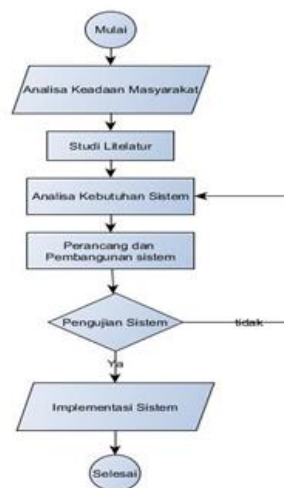 Mulai
Analisa Keadaan Masyarakat
Studi Litelatur
Analisa Kebutuhan Sistem
Perancang dan
Pembangunan sistem
Pengujian Sistem
tidak
Ya
Implementasi Sistem
Selesai